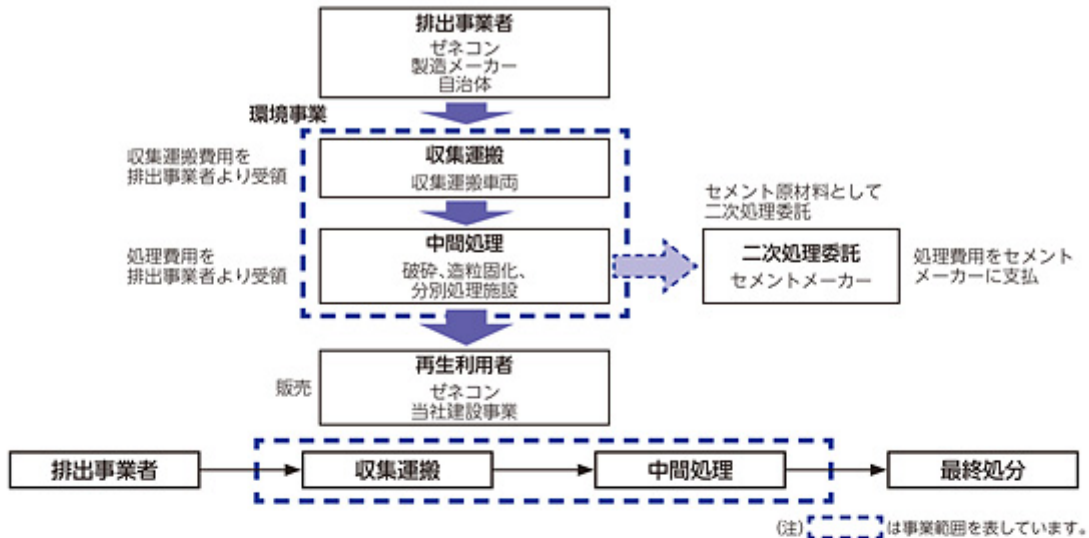 排出事業者
ゼネコン
製造メーカー
自治体
環境事業
収集運搬費用を
排出事業者より受領
収集運搬
収集運搬車両
処理費用を
排出事業者より受領
中間処理
破砕、造粒固化、
分別処理施設
セメント原材料として
二次処理委託
二次処理委託
セメントメーカー
処理費用をセメント
メーカーに支払
販売
再生利用者
ゼネコン
当社建設事業
排出事業者
収集運搬
中間処理
最終処分
(注) は事業範囲を表しています。